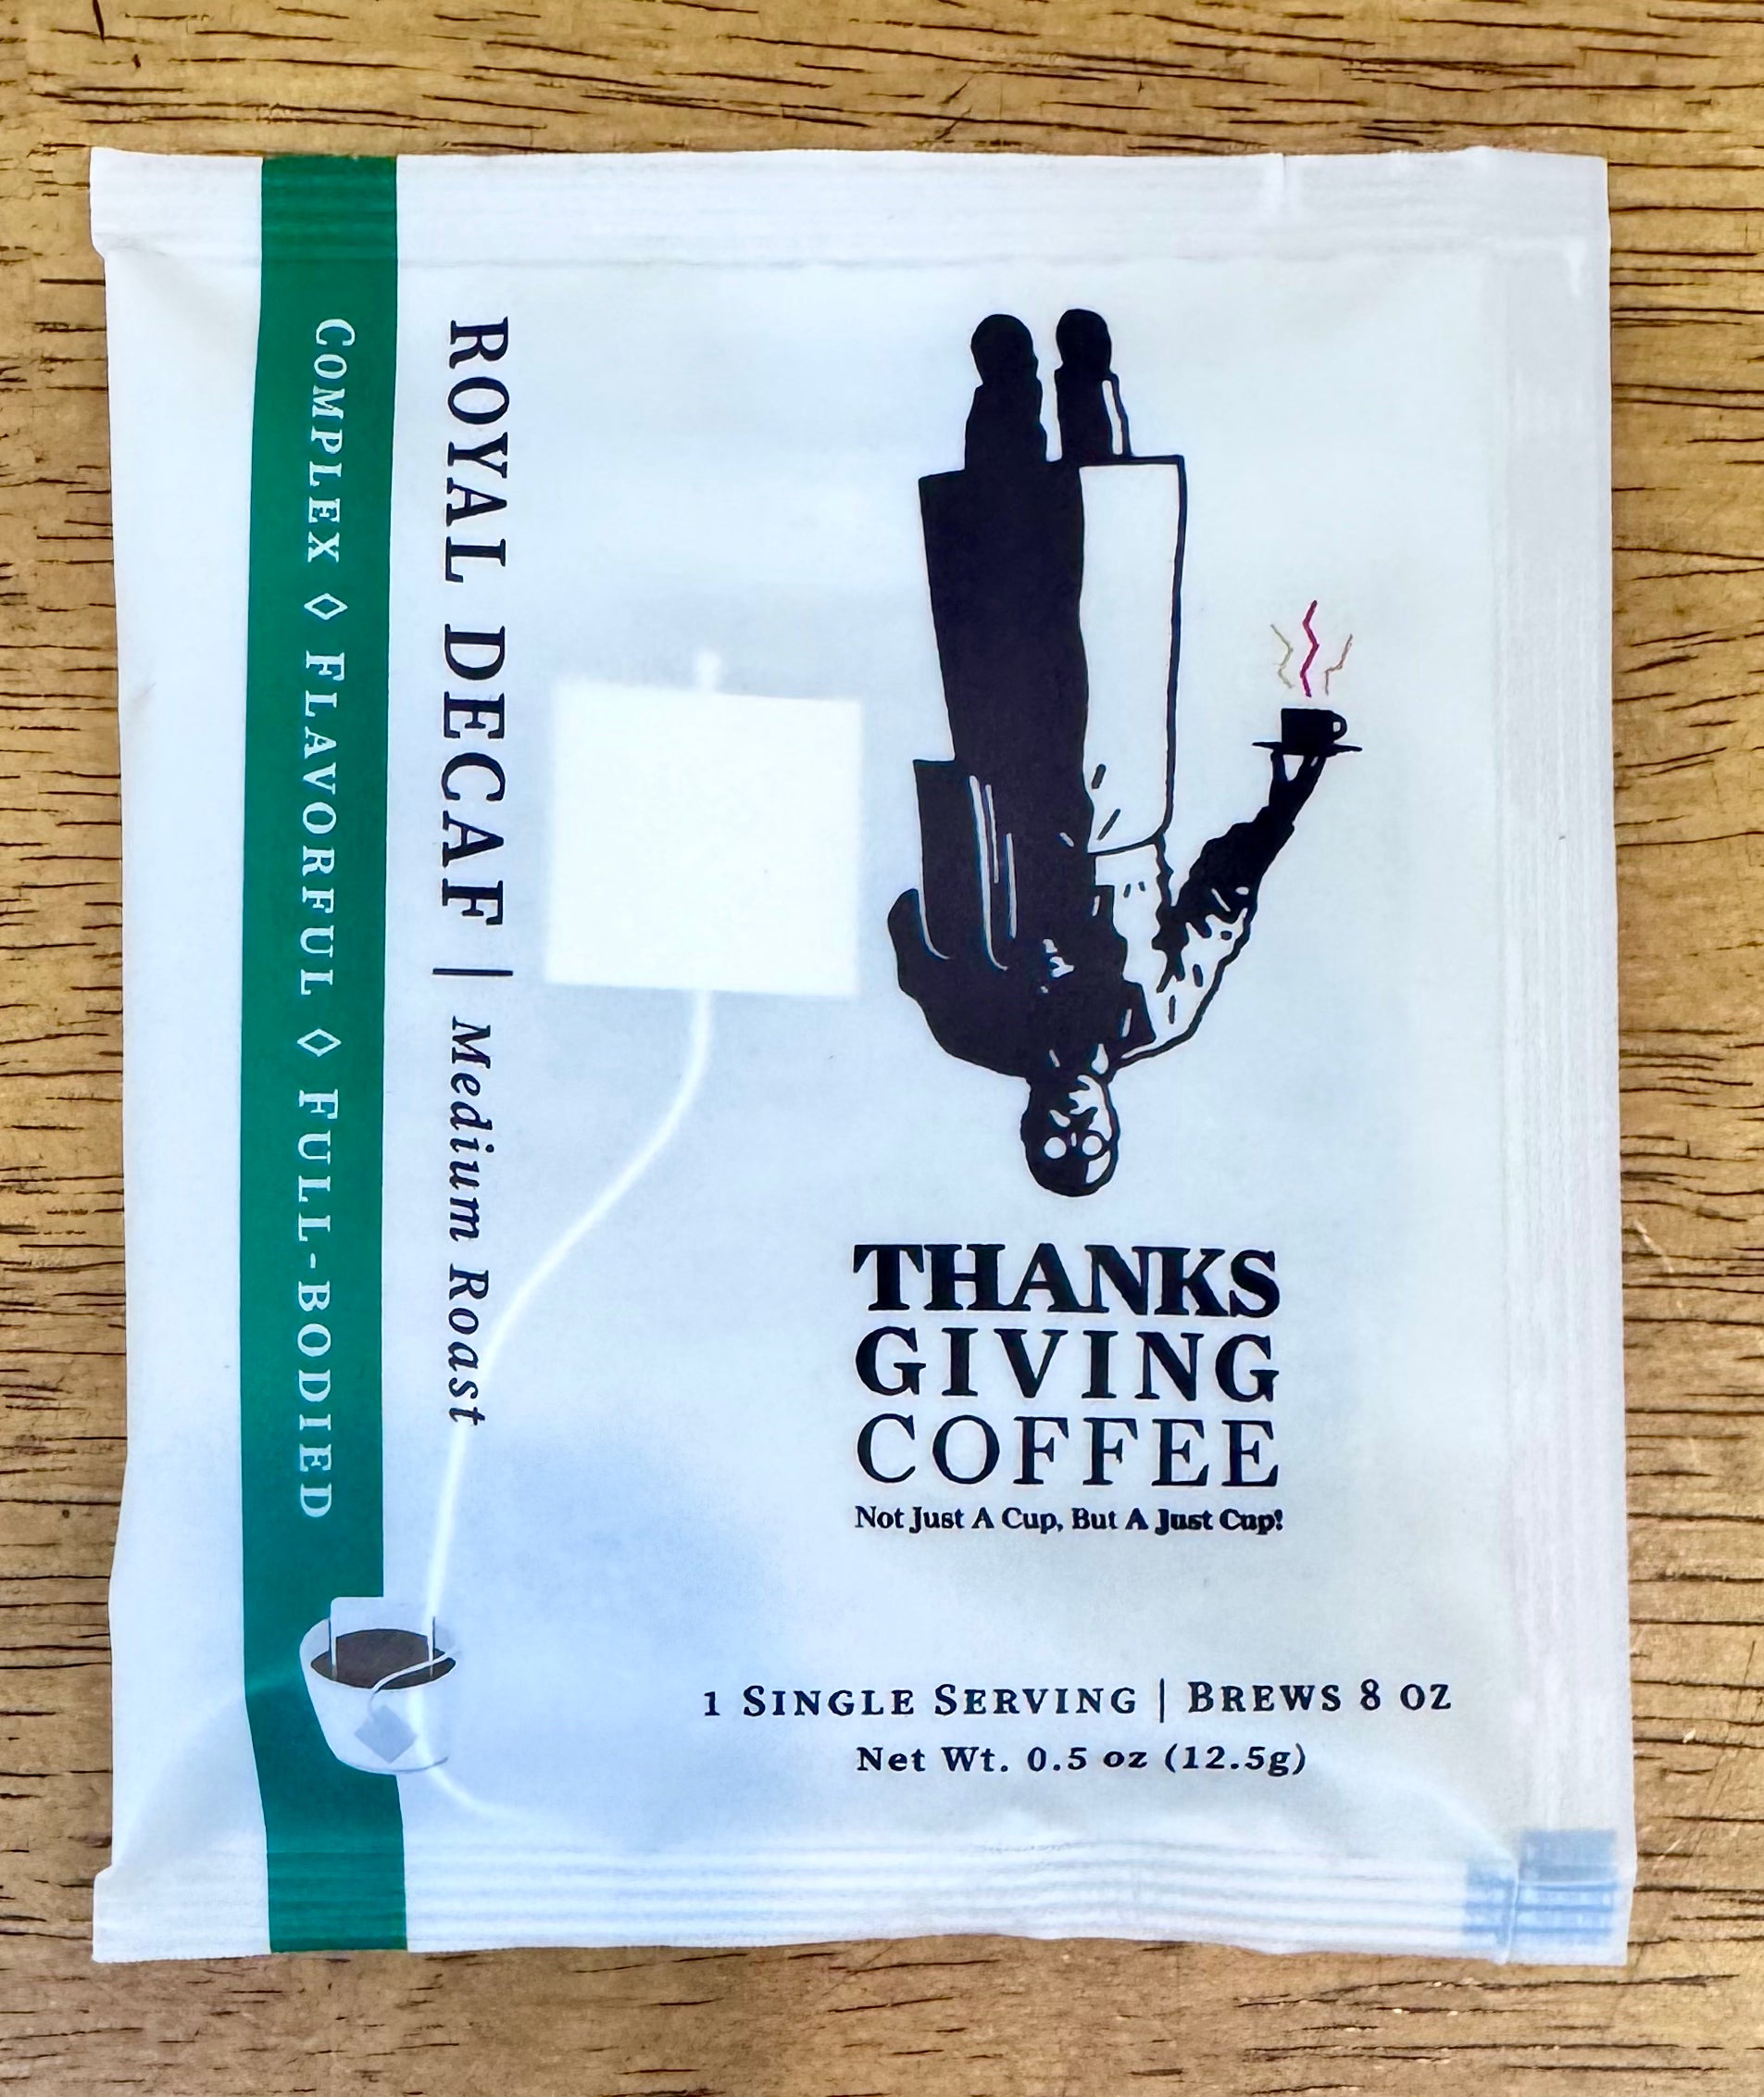 COMPLEX ◇ FLAVORFUL ◇ FULL-BODIED
ROYAL DECAF | Medium Roast
THANKS
GIVING
COFFEE
Not Just A Cup, But A Just Cup!
1 SINGLE SERVING | BREWS 8 OZ
Net Wt. 0.5 oz (12.5g)